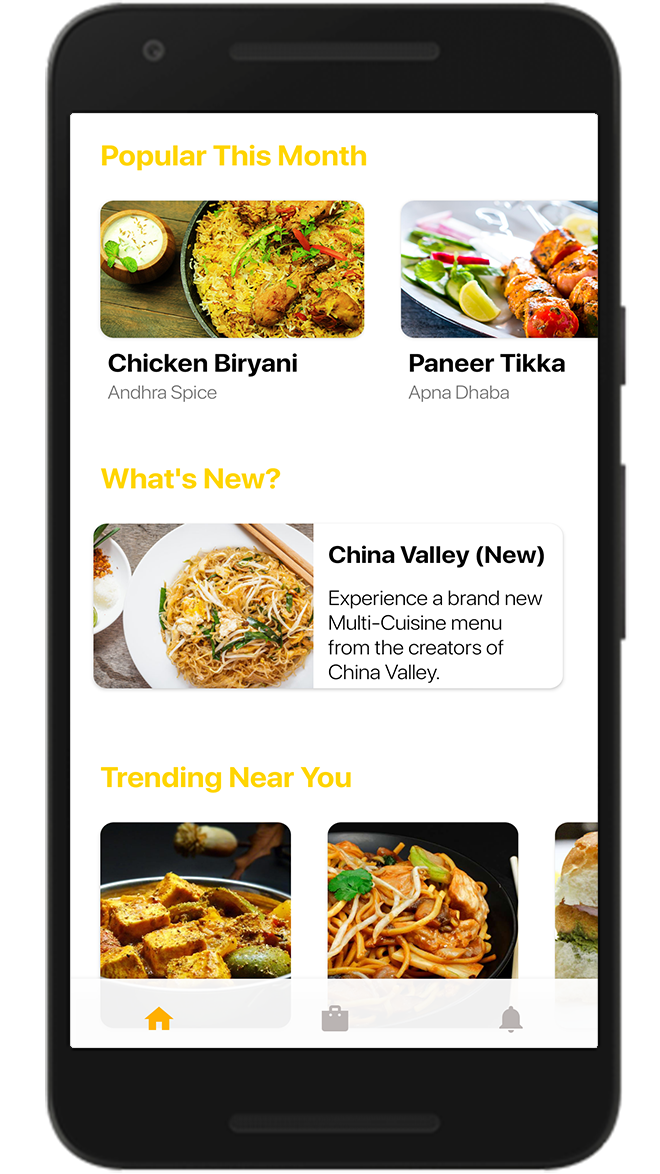 Popular This Month
Chicken Biryani
Paneer Tikka
Andhra Spice
Apna Dhaba
What's New?
China Valley (New)
Experience a brand new
Multi-Cuisine menu
from the creators of
China Valley.
Trending Near You